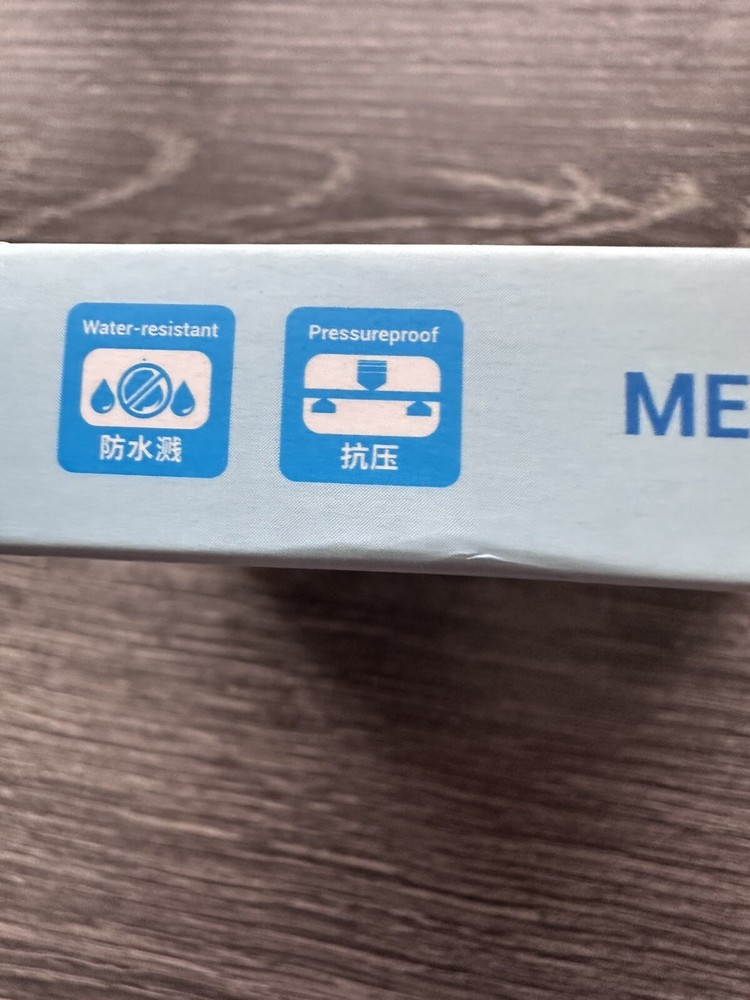 Water-resistant
防水溅
Pressureproof
抗压
ME